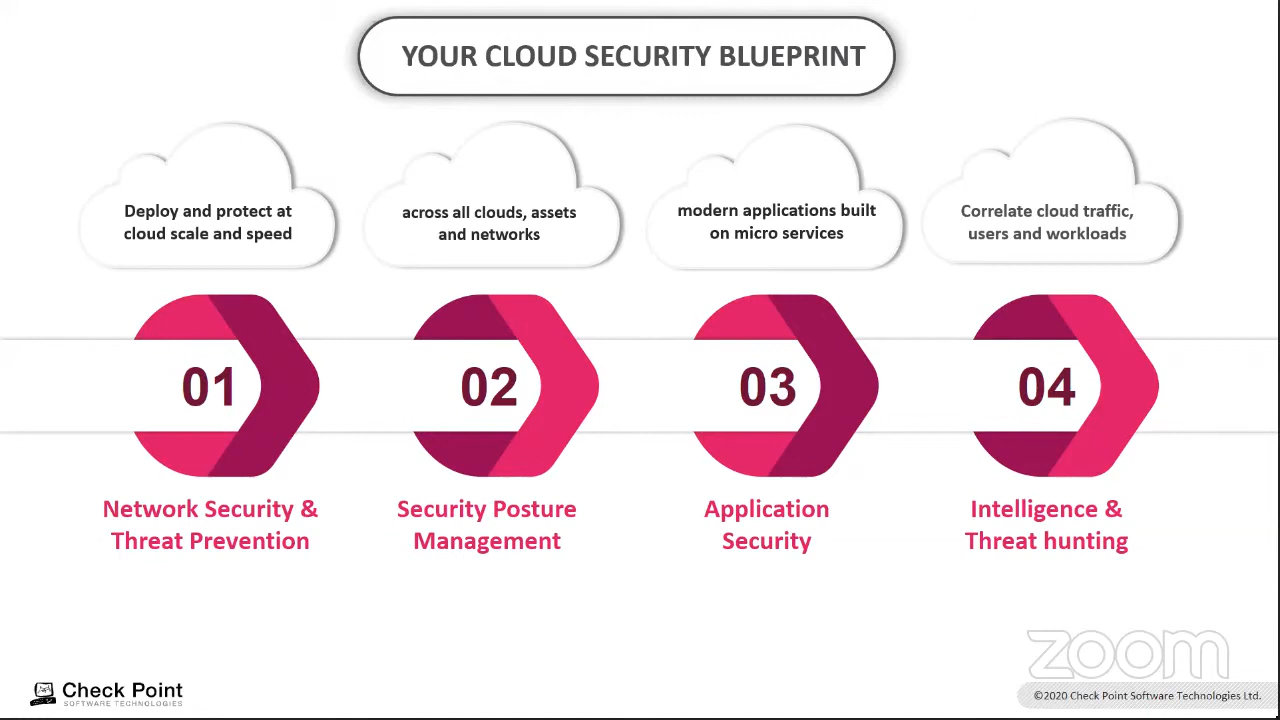 YOUR CLOUD SECURITY BLUEPRINT
Deploy and protect at
cloud scale and speed
across all clouds, assets
and networks
modern applications built
on micro services
Correlate cloud traffic,
users and workloads
01
02
03
04
Network Security &
Threat Prevention
Security Posture
Management
Application
Security
Intelligence &
Threat hunting
zoom
Check Point
SOFTWARE TECHNOLOGIES
©2020 Check Point Software Technologies Ltd.